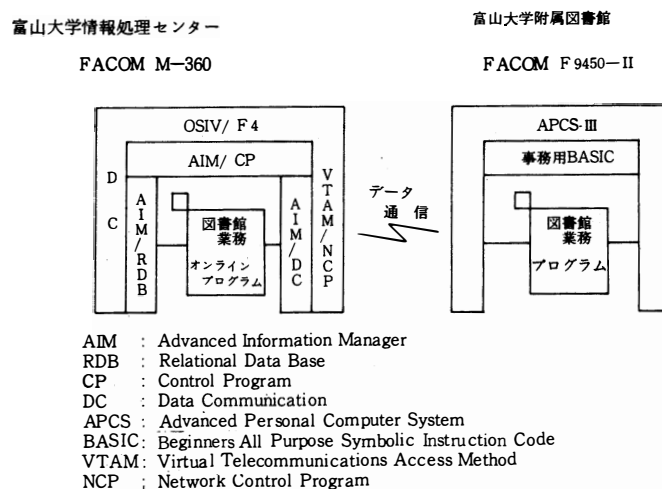 富山大学情報処理センター
FACOM M—360
OSIV/ F4
AIM/ CP
D C
AIM/RDB
図書館
業務
オンライン
プログラム
AIM/DC
VTAM/NCP
データ
通信
富山大学附属図書館
FACOM F9450—II
APCS-III
事務用BASIC
図書館
業務
プログラム
AIM : Advanced Information Manager
RDB : Relational Data Base
CP : Control Program
DC : Data Communication
APCS : Advanced Personal Computer System
BASIC: Beginners All Purpose Symbolic Instruction Code
VTAM: Virtual Telecommunications Access Method
NCP : Network Control Program